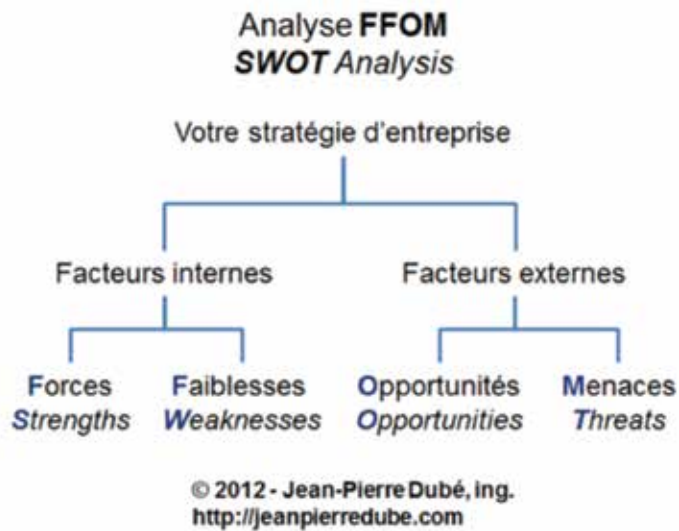 Analyse FFOM
SWOT Analysis
Votre stratégie d'entreprise
Facteurs internes
Facteurs externes
Forces
Strengths
Faiblesses
Weaknesses
Opportunités
Opportunities
Menaces
Threats
© 2012 - Jean-Pierre Dubé, ing.
http://jeanpierredube.com